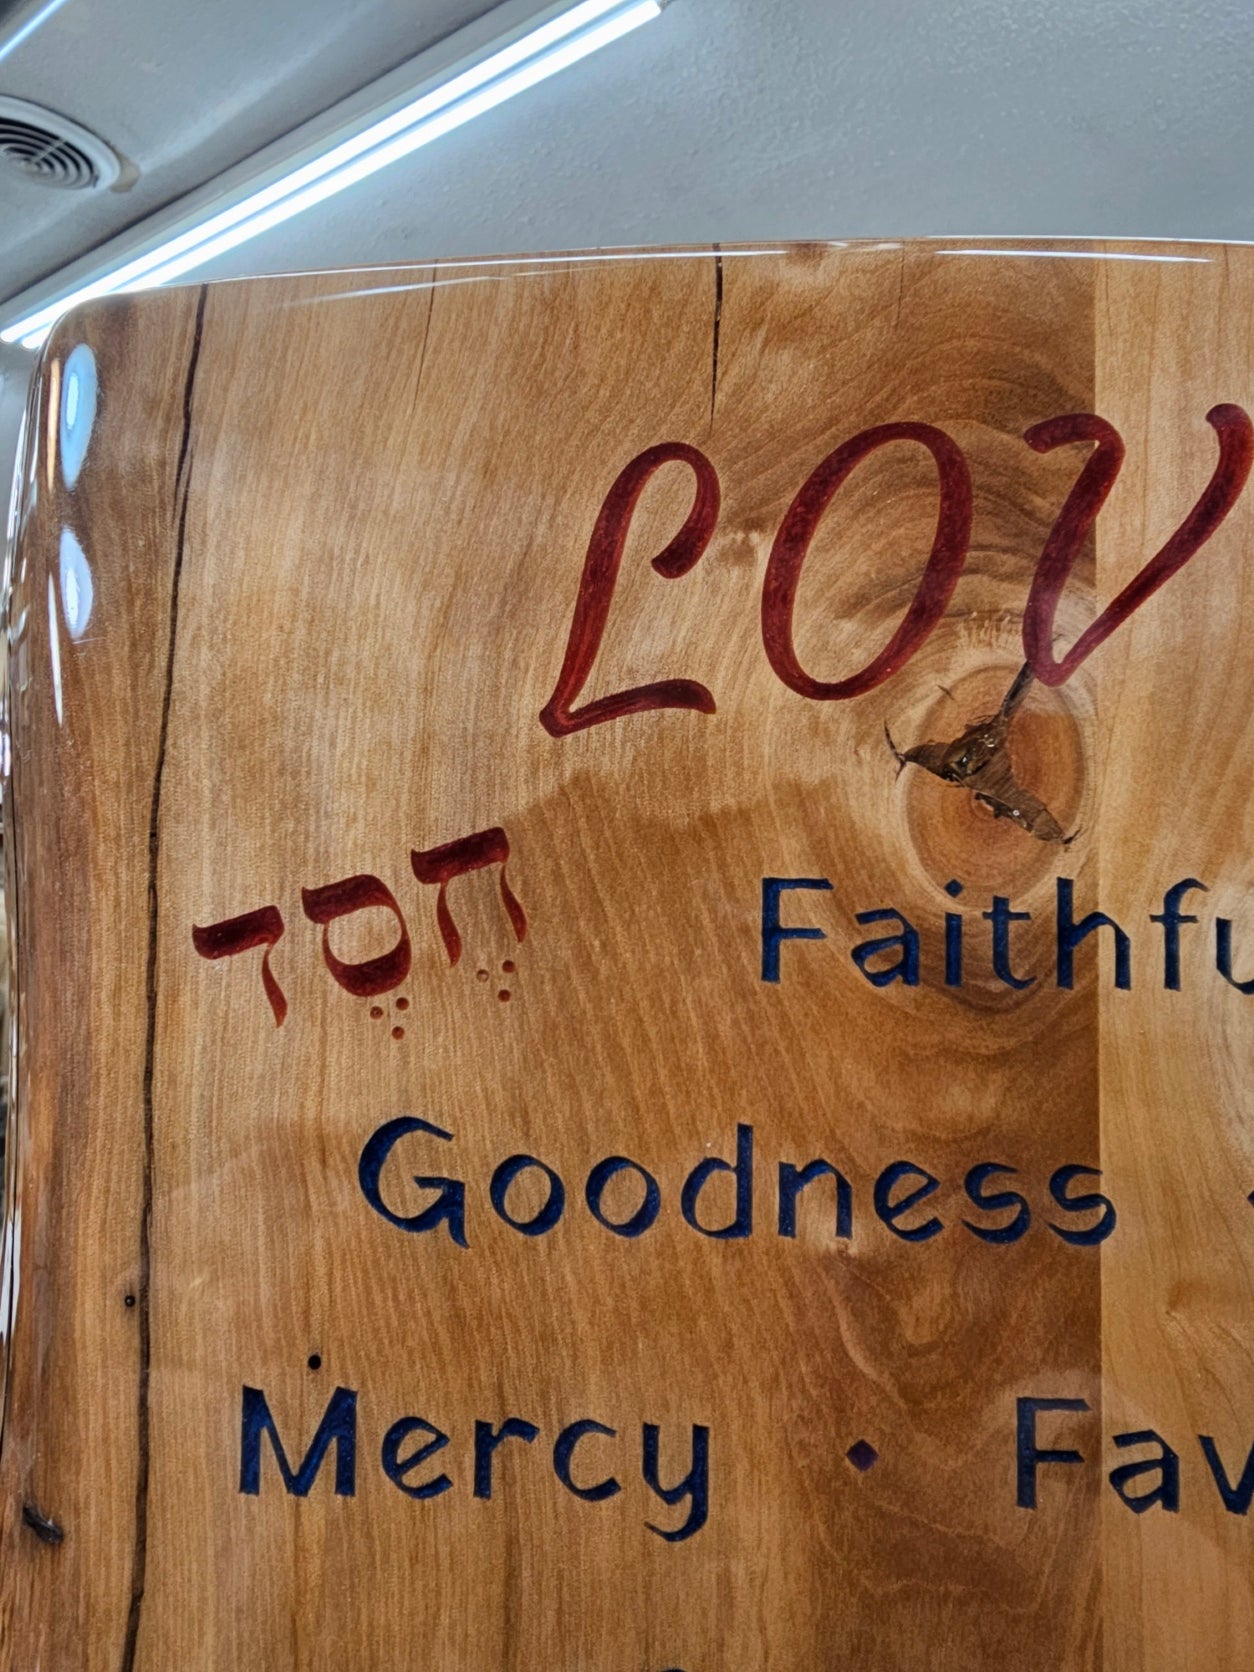 LOV
חֶסֶד
Faithfu
Goodness
Mercy • Fav